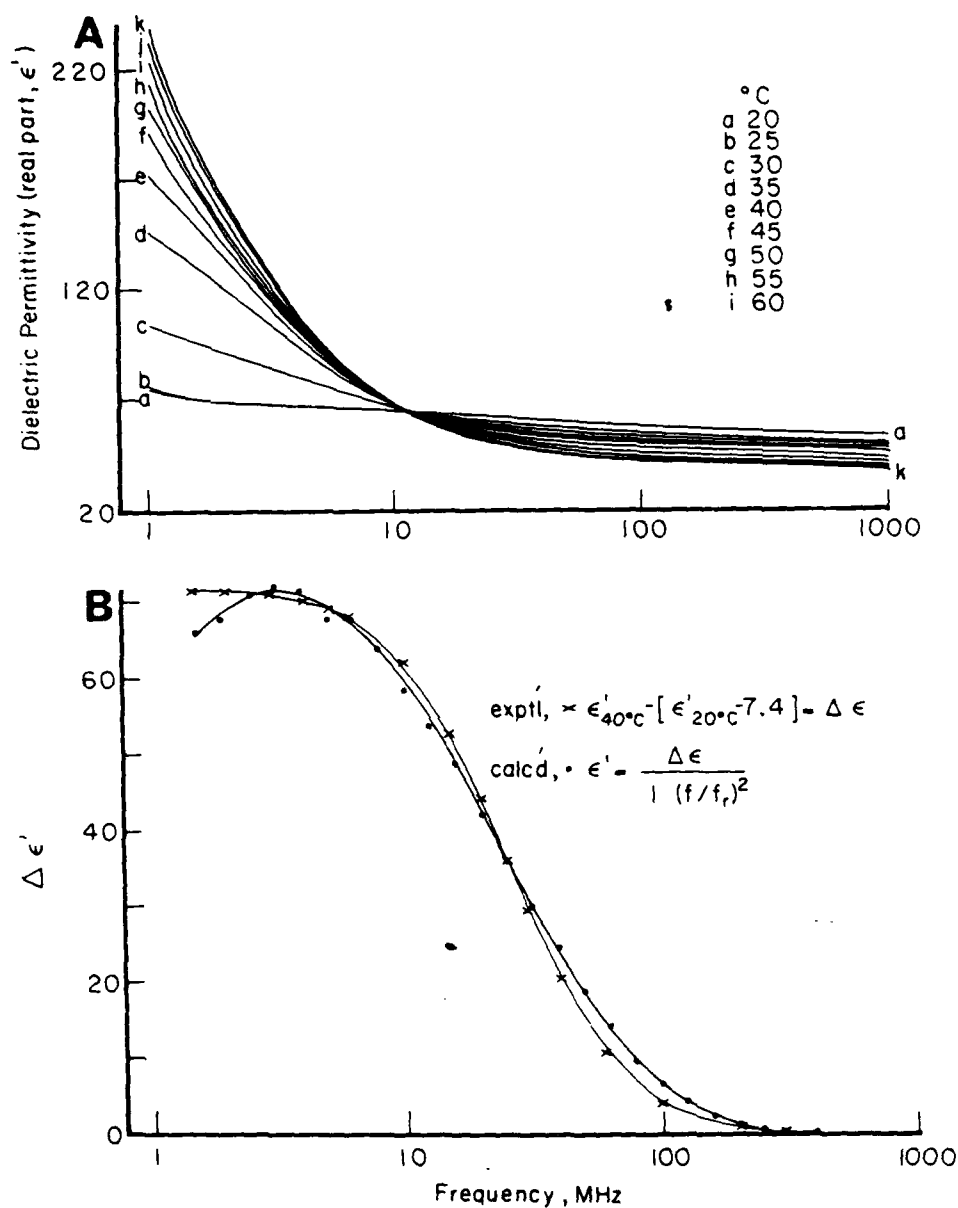 A
Dielectric Permittivity (real part, ε')
220
120
20
k
j
i
h
g
f
e
d
c
b
a
°C
a 20
b 25
c 30
d 35
e 40
f 45
g 50
h 55
i 60
a
k
1
10
100
1000
B
Δ ε'
60
40
20
0
exptl, × ε'40°C-[ε'20°C-7.4] = Δ ε
calcd, • ε' = Δε / 1 (f/fr)²
1
10
100
1000
Frequency, MHz